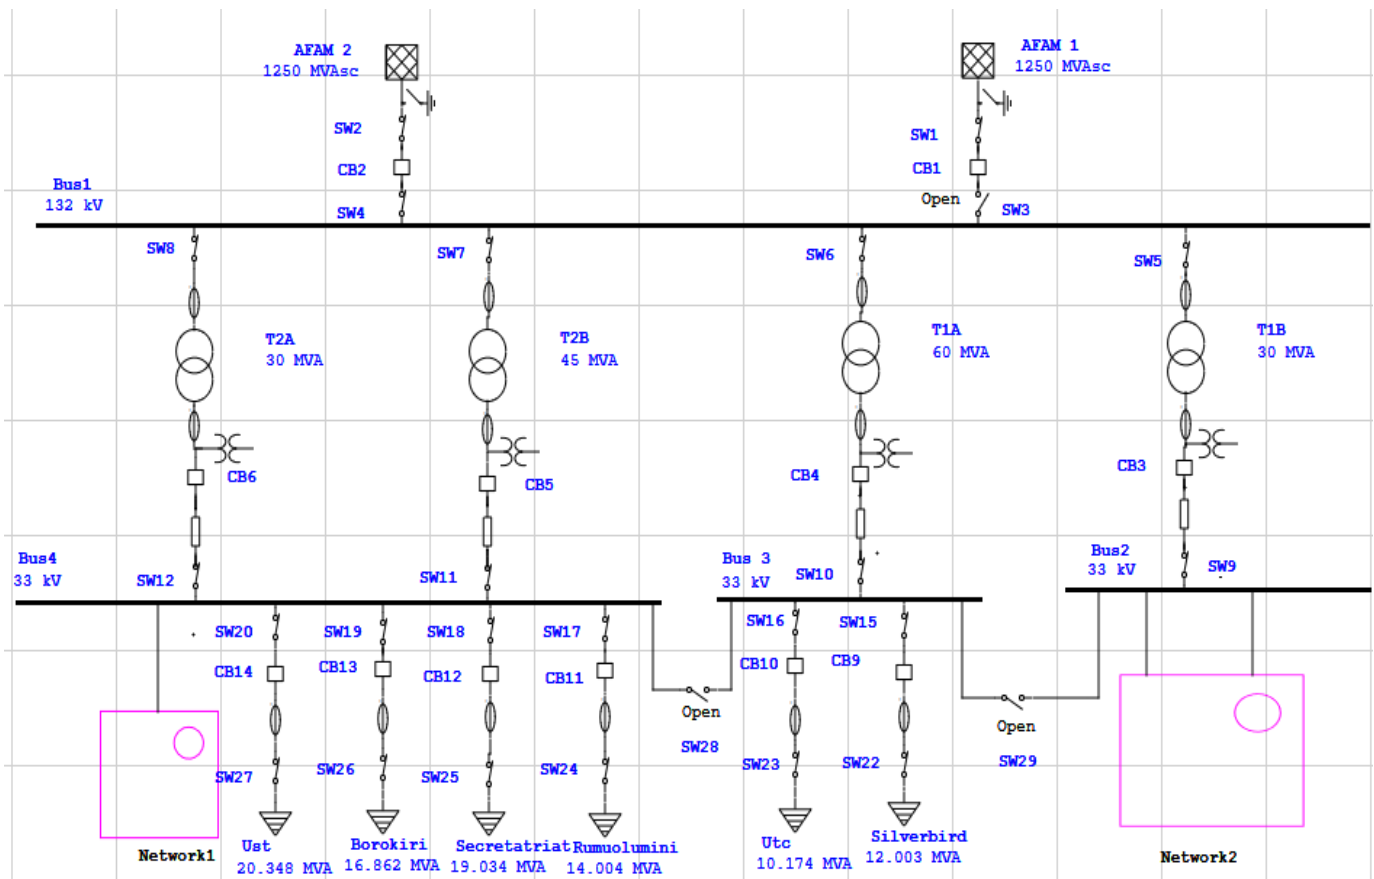 AFAM 2
1250 MVAsc
AFAM 1
1250 MVAsc
SW2
SW1
CB2
CB1
Bus1
132 kV
Open
SW4
SW3
SW8
SW7
SW6
SW5
T2A
30 MVA
T2B
45 MVA
T1A
60 MVA
T1B
30 MVA
CB6
CB5
CB4
CB3
Bus4
33 kV
SW12
SW11
Bus 3
33 kV
SW10
Bus2
33 kV
SW9
SW20
SW19
SW18
SW17
SW16
SW15
CB14
CB13
CB12
CB11
CB10
CB9
Open
SW28
Open
SW29
SW27
SW26
SW25
SW24
SW23
SW22
Network1
Ust
20.348 MVA
Borokiri
16.862 MVA
Secretatriat
19.034 MVA
Rumuolumini
14.004 MVA
Utc
10.174 MVA
Silverbird
12.003 MVA
Network2